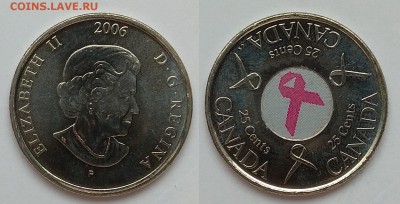 COINS.LAVE.RU
ELIZABETH II 2006 D·G·REGINA
P
CANADA
25 Cents
CANADA
25 Cents
CANADA
25 Cents